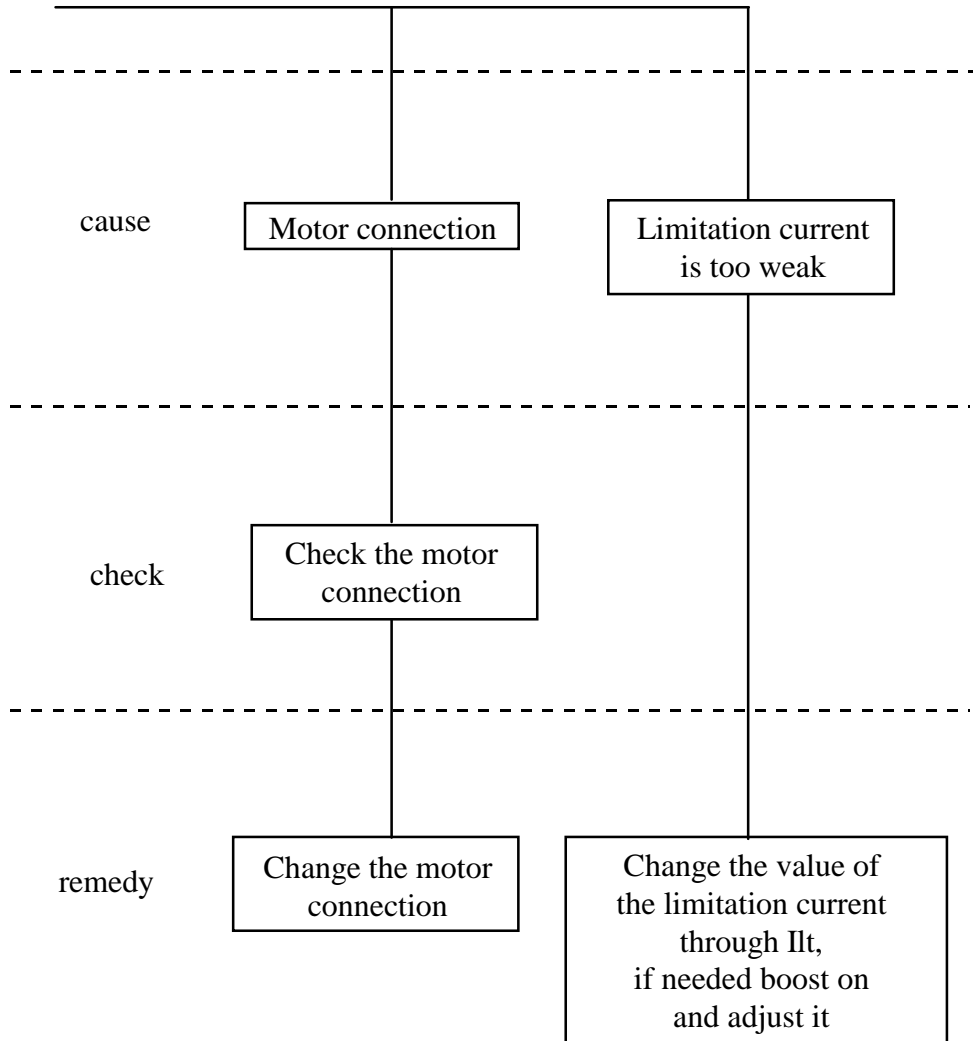 cause
Motor connection
Limitation current
is too weak
check
Check the motor
connection
remedy
Change the motor
connection
Change the value of
the limitation current
through Ilt,
if needed boost on
and adjust it